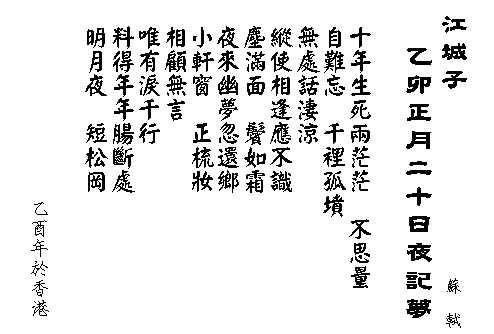 江城子
乙卯正月二十日夜記夢
蘇軾
十年生死兩茫茫 不思量
自難忘 千裡孤墳
無處話淒涼
縱使相逢應不識
塵滿面 鬢如霜
夜來幽夢忽還鄉
小軒窗 正梳妝
相顧無言
唯有淚千行
料得年年腸斷處
明月夜 短松岡
乙酉年於香港